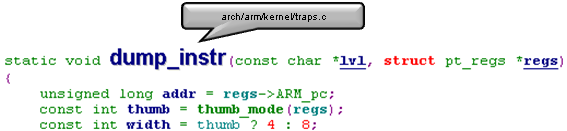 arch/arm/kernel/traps.c
static void dump_instr(const char *lvl, struct pt_regs *regs)
{
unsigned long addr = regs->ARM_pc;
const int thumb = thumb_mode(regs);
const int width = thumb ? 4 : 8;